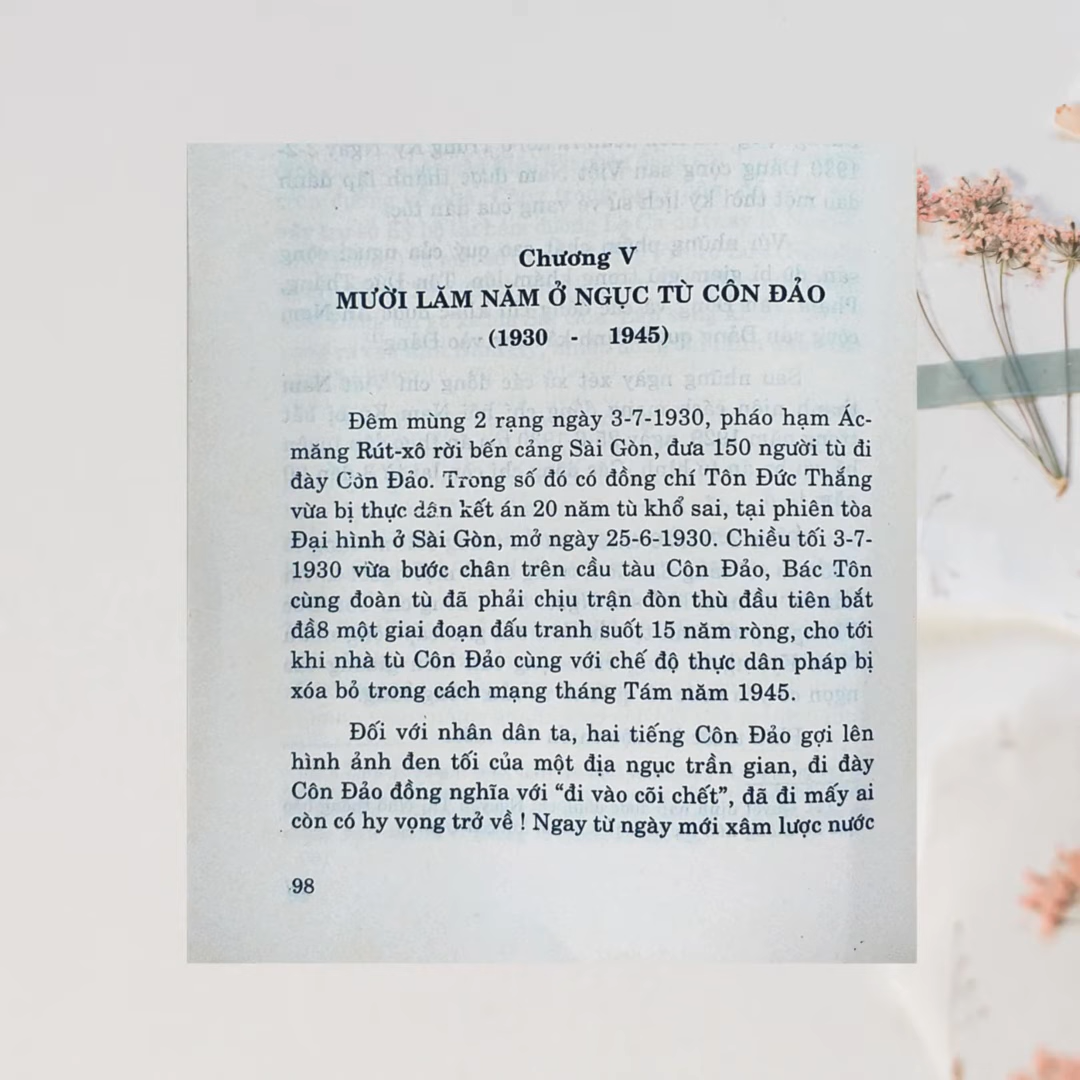 Chương V
MƯỜI LĂM NĂM Ở NGỤC TÙ CÔN ĐẢO
(1930 - 1945)
Đêm mùng 2 rạng ngày 3-7-1930, pháo hạm Ác-
măng Rút-xô rời bến cảng Sài Gòn, đưa 150 người tù đi
đày Côn Đảo. Trong số đó có đồng chí Tôn Đức Thắng
vừa bị thực dân kết án 20 năm tù khổ sai, tại phiên tòa
Đại hình ở Sài Gòn, mở ngày 25-6-1930. Chiều tối 3-7-
1930 vừa bước chân trên cầu tàu Côn Đảo, Bác Tôn
cùng đoàn tù đã phải chịu trận đòn thù đầu tiên bắt
đầ8 một giai đoạn đấu tranh suốt 15 năm ròng, cho tới
khi nhà tù Côn Đảo cùng với chế độ thực dân pháp bị
xóa bỏ trong cách mạng tháng Tám năm 1945.
Đối với nhân dân ta, hai tiếng Côn Đảo gợi lên
hình ảnh đen tối của một địa ngục trần gian, đi đày
Côn Đảo đồng nghĩa với “đi vào cõi chết”, đã đi mấy ai
còn có hy vọng trở về ! Ngay từ ngày mới xâm lược nước
98